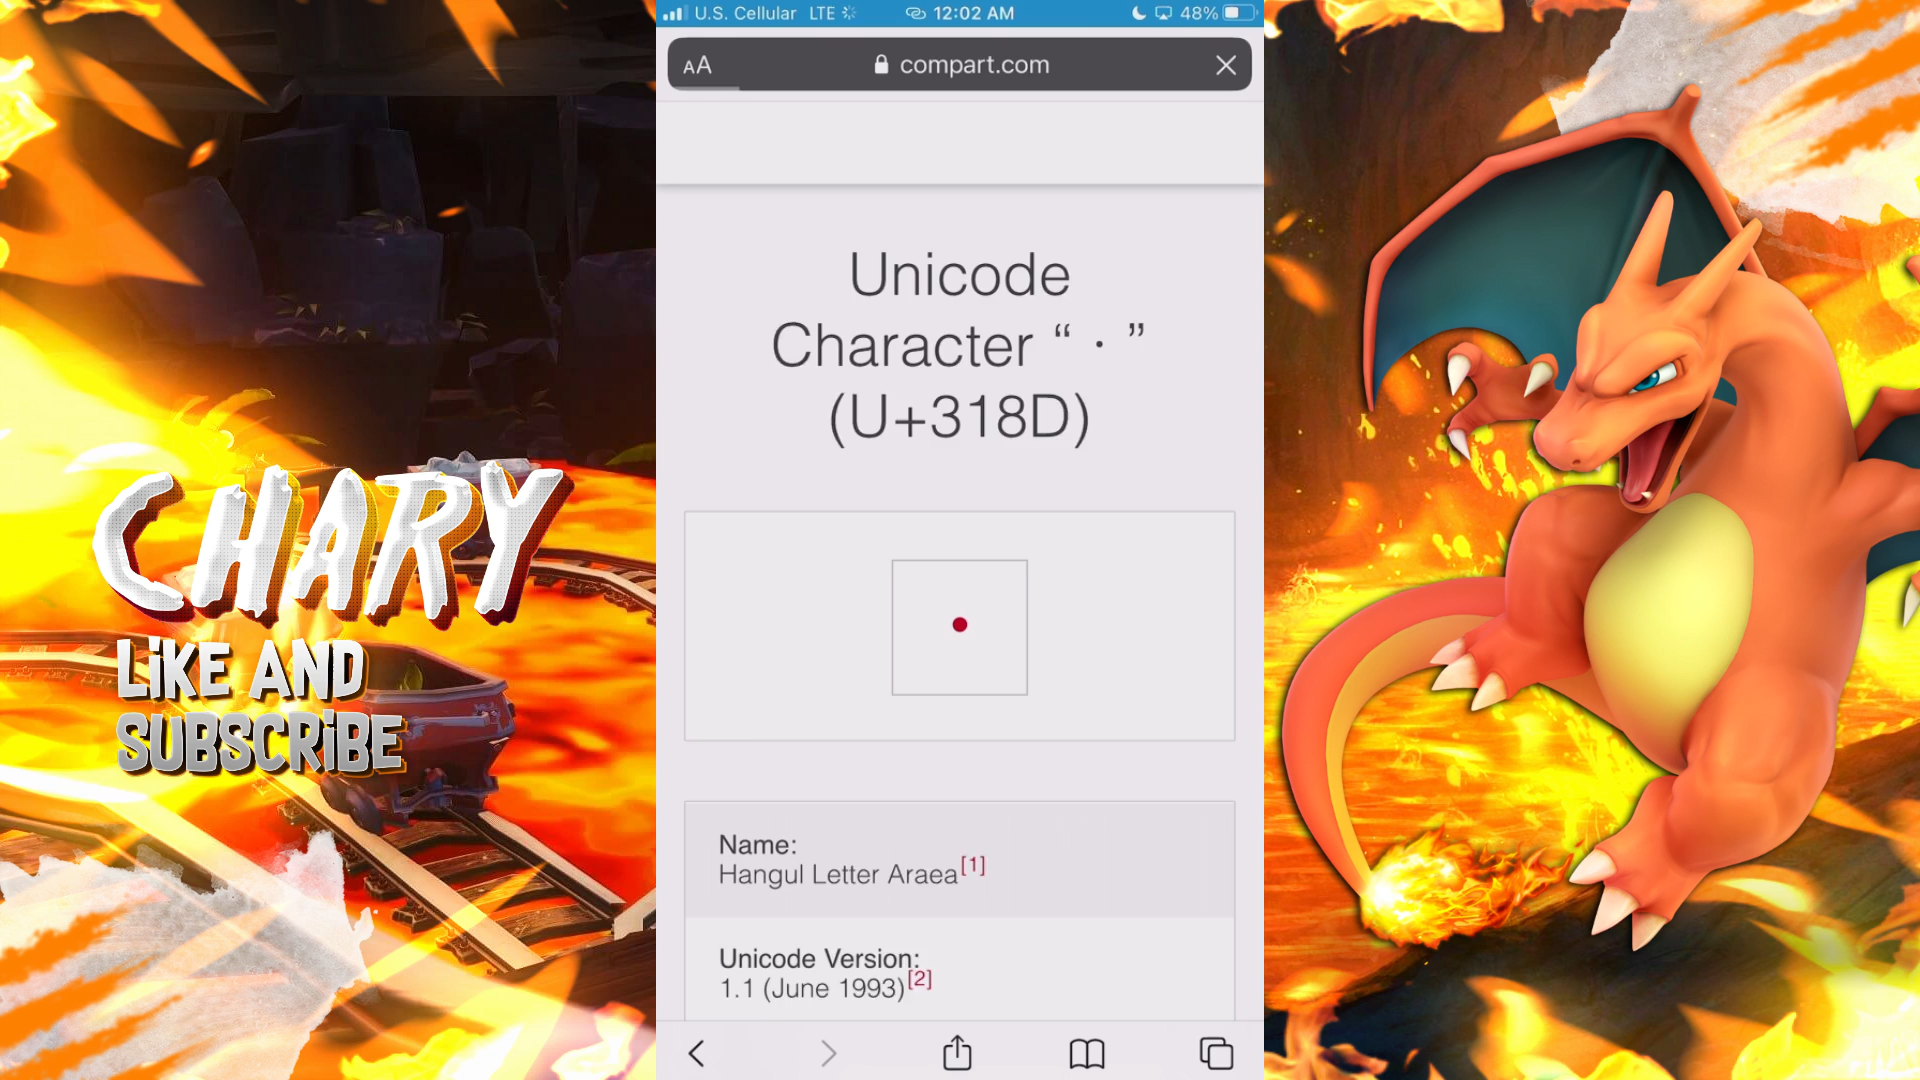 U.S. Cellular LTE 12:02 AM 48%
AA compart.com
Unicode
Character “ ㆍ ”
(U+318D)
CHARY
LiKE AND
SUBSCRiBE
Name:
Hangul Letter Araea[1]
Unicode Version:
1.1 (June 1993)[2]